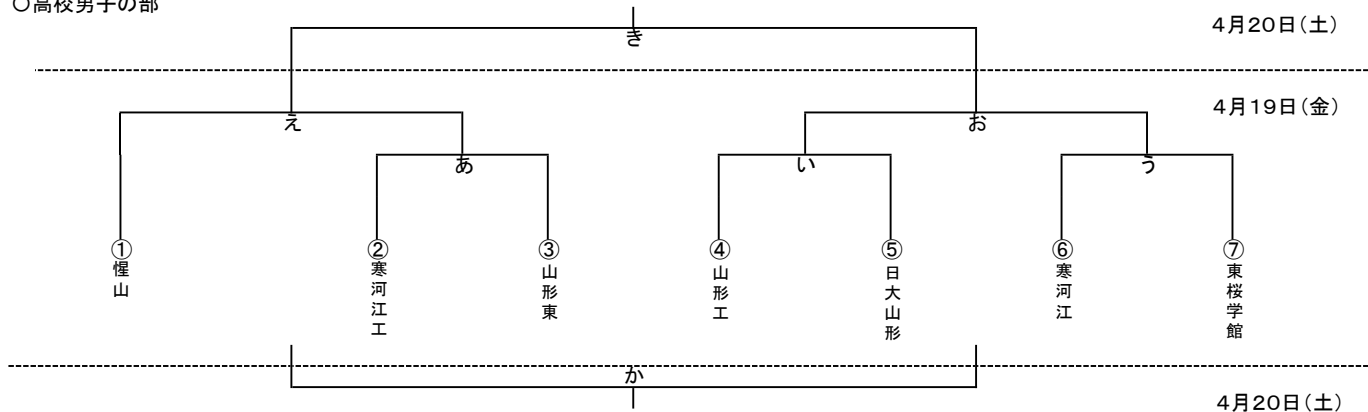 ○高校男子の部
4月20日(土)
き
4月19日(金)
え
お
あ
い
う
①惺山
②寒河江工
③山形東
④山形工
⑤日大山形
⑥寒河江
⑦東桜学館
か
4月20日(土)